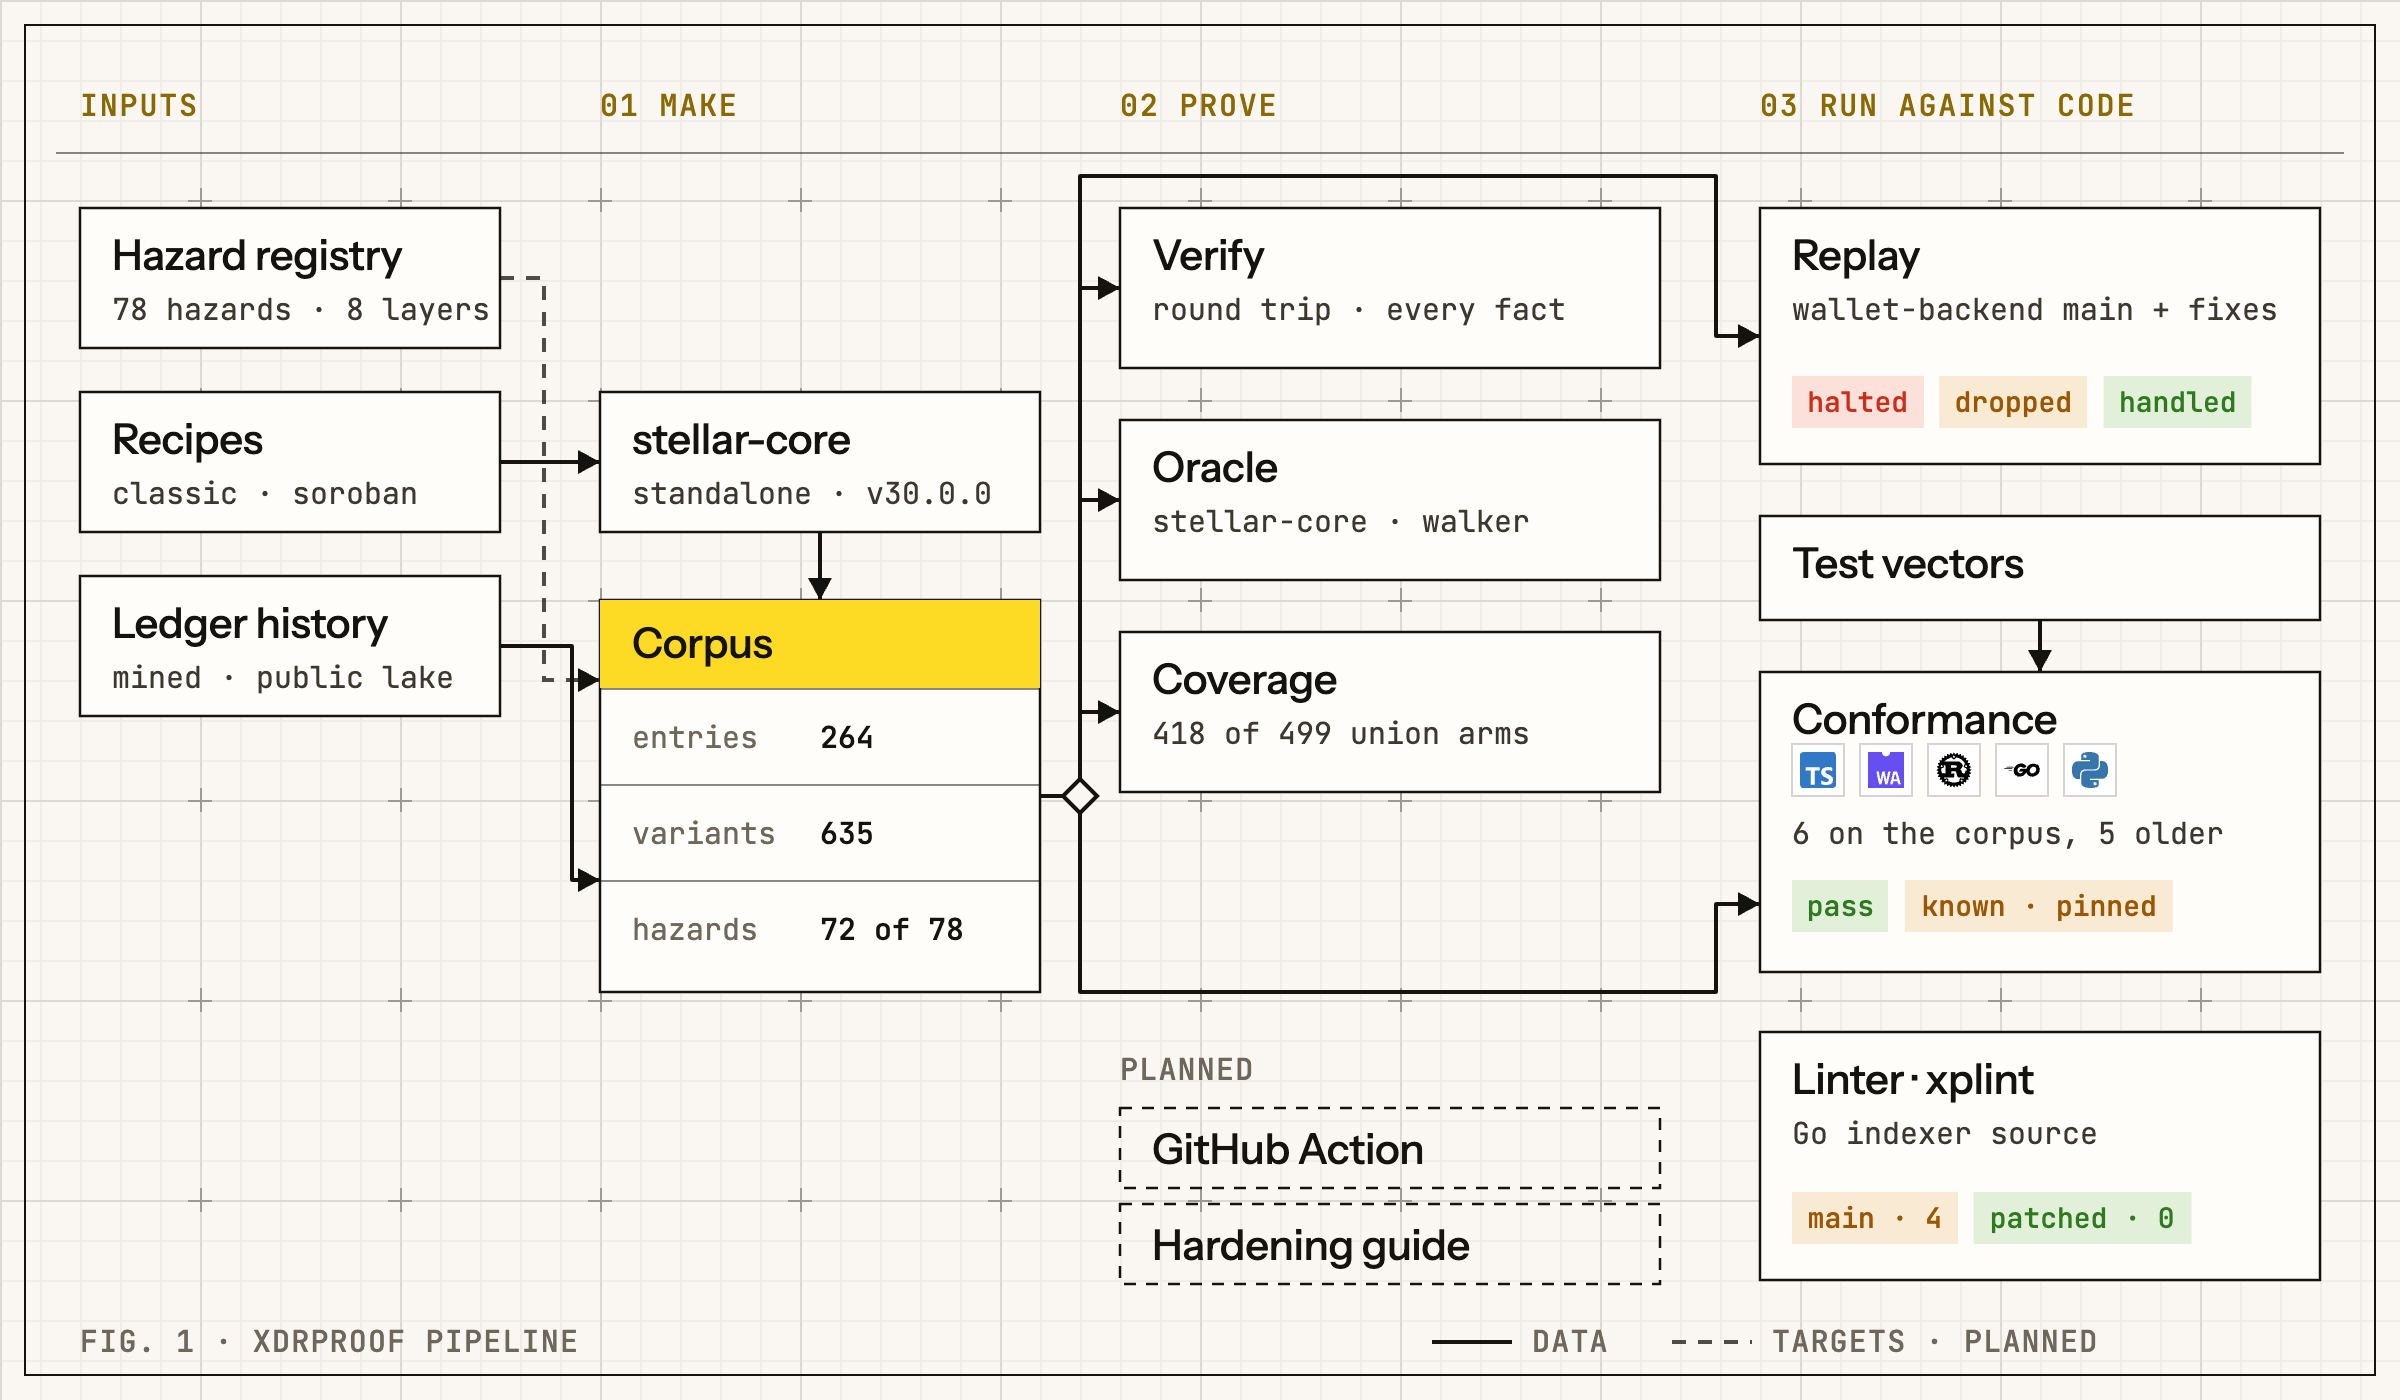 INPUTS
01 MAKE
02 PROVE
03 RUN AGAINST CODE
Hazard registry
78 hazards · 8 layers
Recipes
classic · soroban
Ledger history
mined · public lake
stellar-core
standalone · v30.0.0
Corpus
entries 264
variants 635
hazards 72 of 78
Verify
round trip · every fact
Oracle
stellar-core · walker
Coverage
418 of 499 union arms
PLANNED
GitHub Action
Hardening guide
Replay
wallet-backend main + fixes
halted dropped handled
Test vectors
Conformance
TS WA R GO
6 on the corpus, 5 older
pass known · pinned
Linter · xplint
Go indexer source
main · 4 patched · 0
FIG. 1 · XDRPROOF PIPELINE
DATA
TARGETS · PLANNED